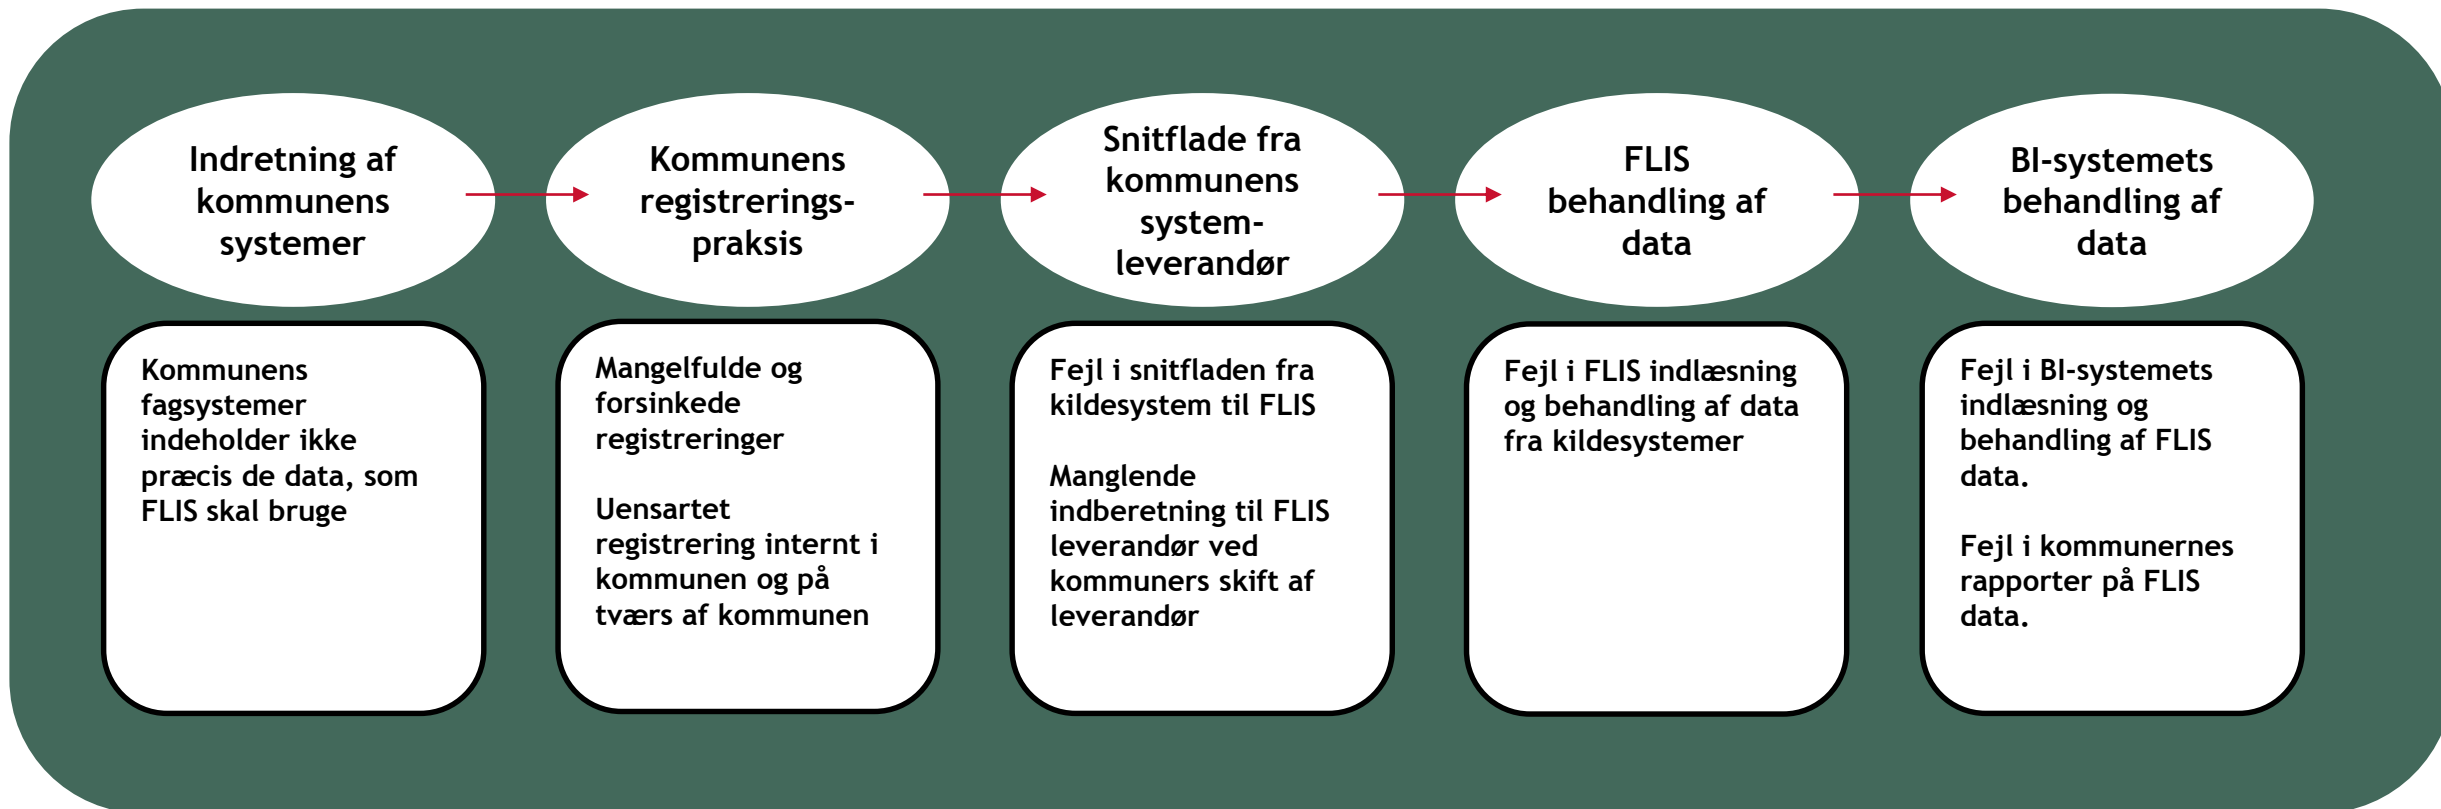 Indretning af
kommunens
systemer
Kommunens
registrerings-
praksis
Snitflade fra
kommunens
system-
leverandør
FLIS
behandling af
data
BI-systemets
behandling af
data
Kommunens
fagsystemer
indeholder ikke
præcis de data, som
FLIS skal bruge
Mangelfulde og
forsinkede
registreringer
Uensartet
registrering internt i
kommunen og på
tværs af kommunen
Fejl i snitfladen fra
kildesystem til FLIS
Manglende
indberetning til FLIS
leverandør ved
kommuners skift af
leverandør
Fejl i FLIS indlæsning
og behandling af data
fra kildesystemer
Fejl i BI-systemets
indlæsning og
behandling af FLIS
data.
Fejl i kommunernes
rapporter på FLIS
data.